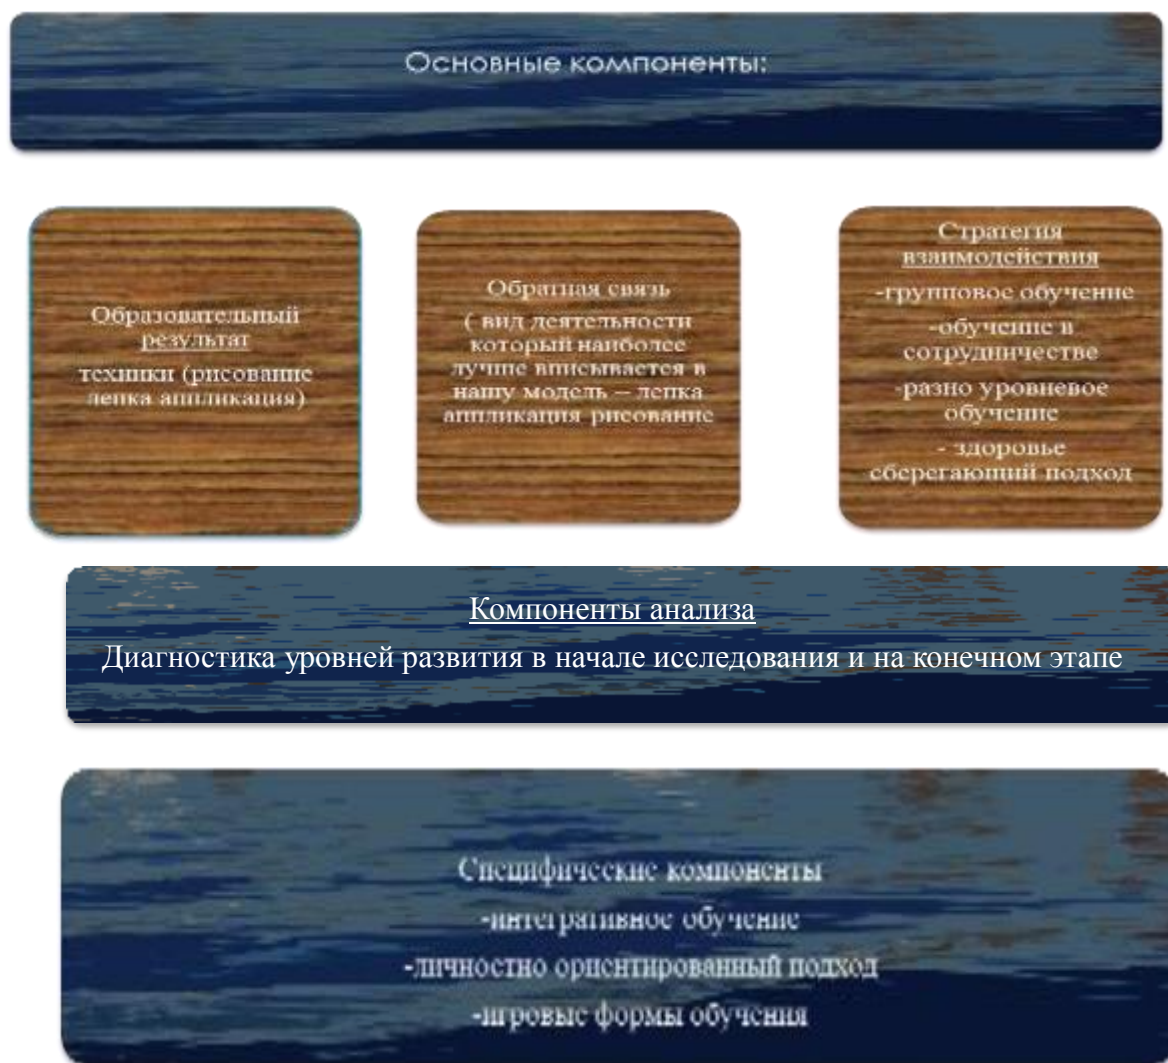 Основные компоненты:
Образовательный
результат
техники (рисование
лепка аппликация)
Обратная связь
( вид деятельности
который наиболее
лучше вписывается в
нашу модель – лепка
аппликация рисование
Стратегия
взаимодействия
-групповое обучение
-обучение в
сотрудничестве
-разно уровневое
обучение
- здоровье
сберегающий подход
Компоненты анализа
Диагностика уровней развития в начале исследования и на конечном этапе
Специфические компоненты
-интегративное обучение
-личностно ориентированный подход
-игровые формы обучения